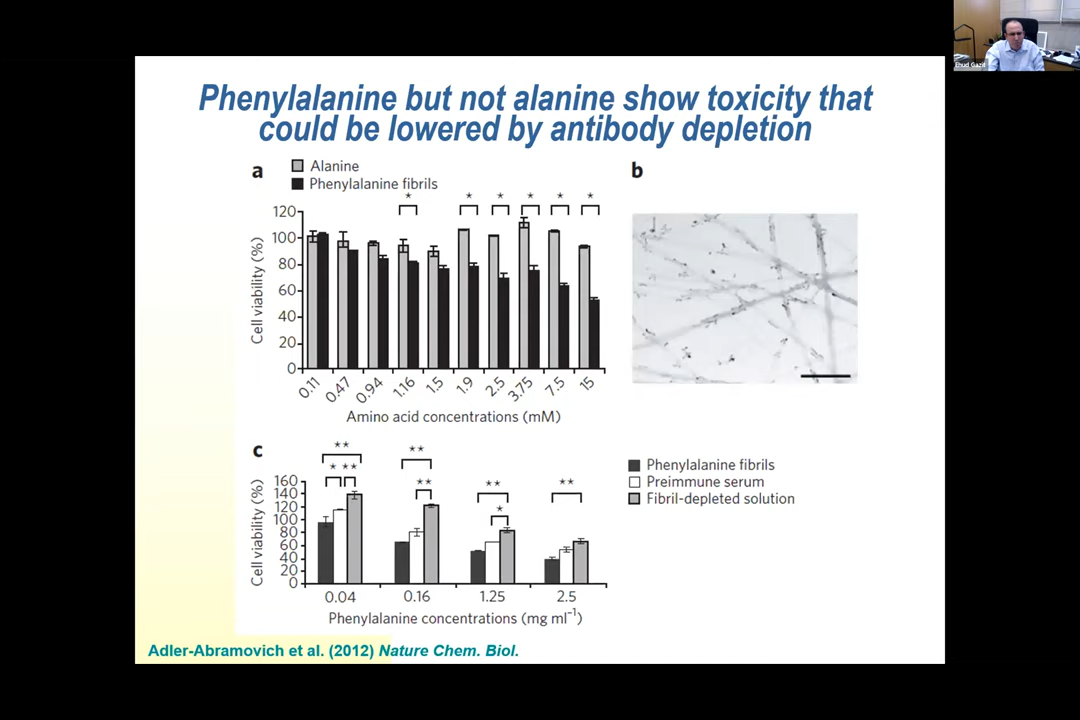 Ehud Gazit
Phenylalanine but not alanine show toxicity that
could be lowered by antibody depletion
a
Alanine
Phenylalanine fibrils
* * * * * *
120
100
80
60
40
20
0
Cell viability (%)
0.11 0.47 0.94 1.16 1.5 1.9 2.5 3.75 7.5 15
Amino acid concentrations (mM)
b
c
** ** ** **
* ** ** *
160
140
120
100
80
60
40
20
0
Cell viability (%)
0.04 0.16 1.25 2.5
Phenylalanine concentrations (mg ml⁻¹)
Phenylalanine fibrils
Preimmune serum
Fibril-depleted solution
Adler-Abramovich et al. (2012) Nature Chem. Biol.